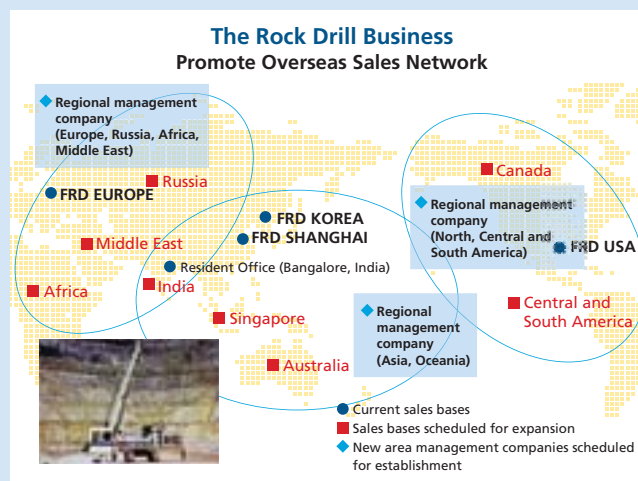 The Rock Drill Business
Promote Overseas Sales Network
Regional management
company
(Europe, Russia, Africa,
Middle East)
Russia
FRD EUROPE
Canada
Regional management
company
(North, Central and
South America)
FRD KOREA
FRD SHANGHAI
FRD USA
Middle East
Resident Office (Bangalore, India)
Africa
India
Singapore
Regional
management
company
(Asia, Oceania)
Central and
South America
Australia
Current sales bases
Sales bases scheduled for expansion
New area management companies scheduled
for establishment